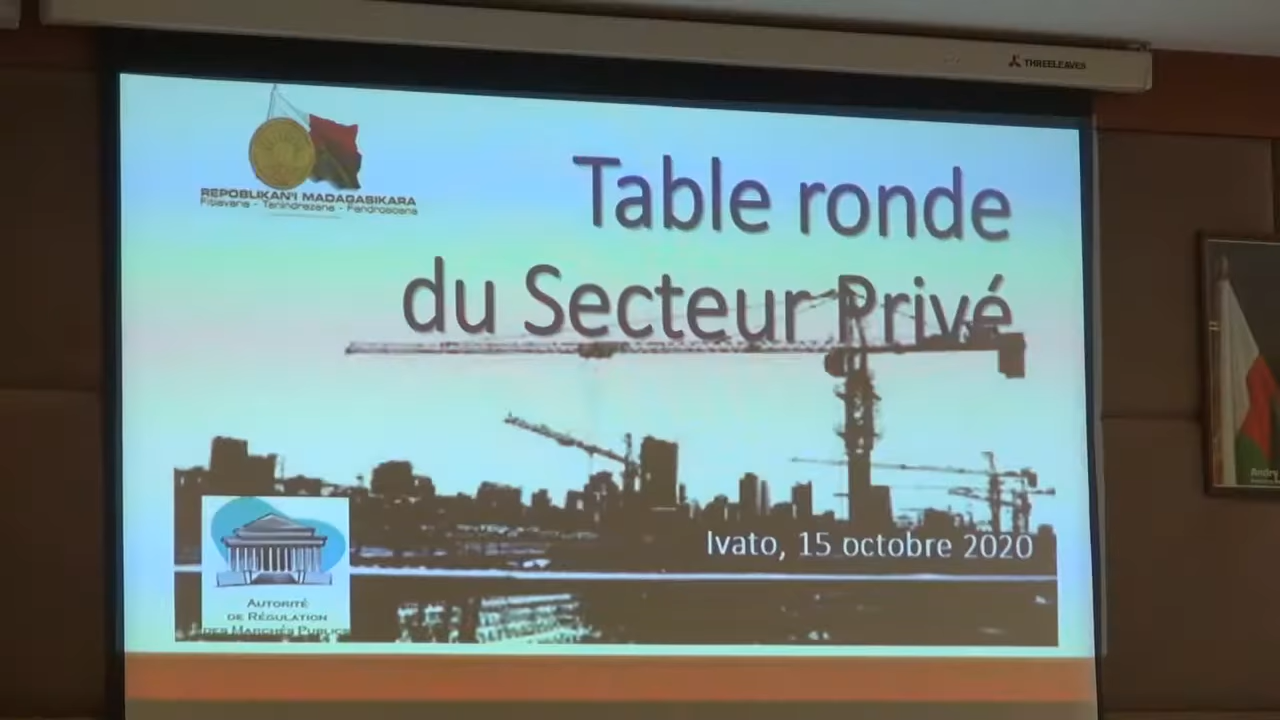 THREELEAVES
REPOBLIKAN'I MADAGASIKARA
Fitiavana - Tanindrazana - Fandrosoana
Table ronde
du Secteur Privé
Ivato, 15 octobre 2020
AUTORITÉ
DE RÉGULATION
DES MARCHÉS PUBLICS
Andry